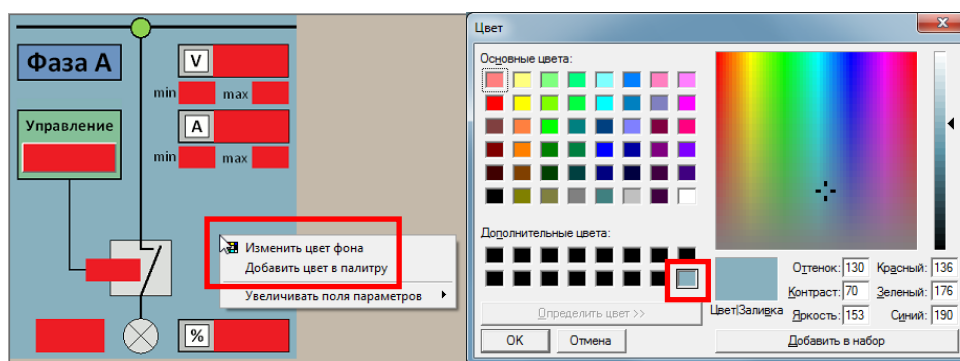 Фаза А
V
min max
Управление
A
min max
Изменить цвет фона
Добавить цвет в палитру
Увеличивать поля параметров
%
Цвет
Основные цвета:
Дополнительные цвета:
Определить цвет >>
ОК Отмена
Цвет|Заливка
Оттенок: 130 Красный: 136
Контраст: 70 Зеленый: 176
Яркость: 153 Синий: 190
Добавить в набор